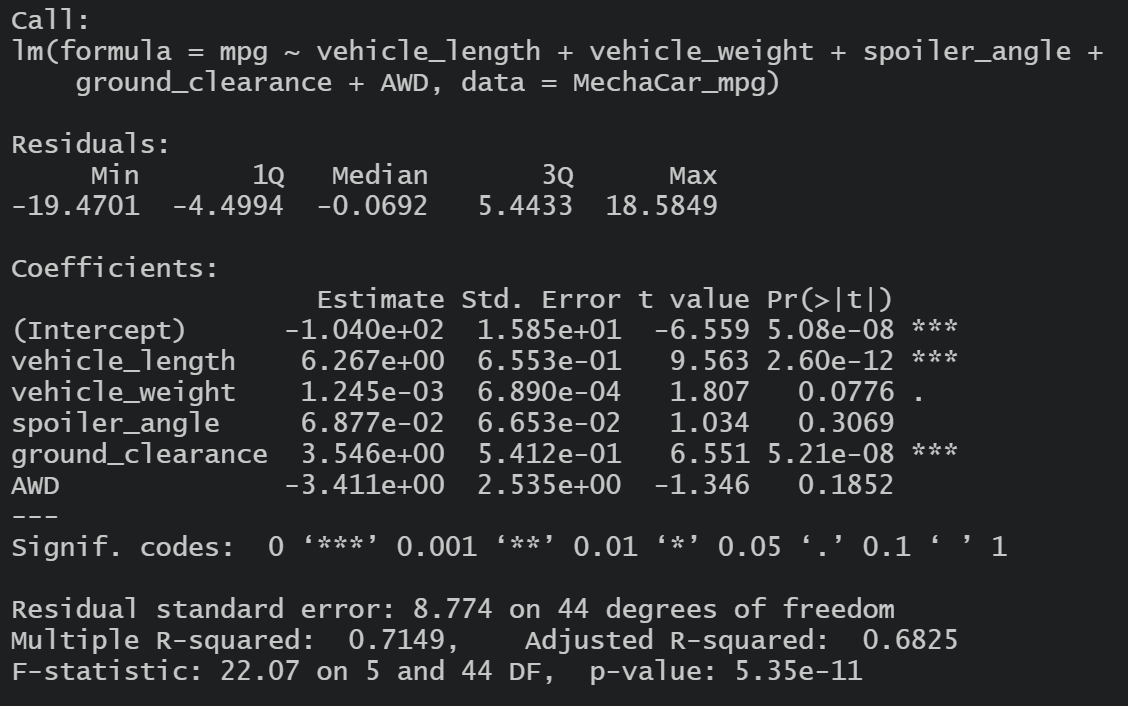 Call:
lm(formula = mpg ~ vehicle_length + vehicle_weight + spoiler_angle +
    ground_clearance + AWD, data = MechaCar_mpg)

Residuals:
     Min       1Q   Median       3Q      Max
-19.4701  -4.4994  -0.0692   5.4433  18.5849

Coefficients:
                   Estimate Std. Error t value Pr(>|t|)
(Intercept)      -1.040e+02  1.585e+01  -6.559 5.08e-08 ***
vehicle_length    6.267e+00  6.553e-01   9.563 2.60e-12 ***
vehicle_weight    1.245e-03  6.890e-04   1.807   0.0776 .
spoiler_angle     6.877e-02  6.653e-02   1.034   0.3069
ground_clearance  3.546e+00  5.412e-01   6.551 5.21e-08 ***
AWD              -3.411e+00  2.535e+00  -1.346   0.1852
---
Signif. codes:  0 ‘***’ 0.001 ‘**’ 0.01 ‘*’ 0.05 ‘.’ 0.1 ‘ ’ 1

Residual standard error: 8.774 on 44 degrees of freedom
Multiple R-squared:  0.7149,	Adjusted R-squared:  0.6825
F-statistic: 22.07 on 5 and 44 DF,  p-value: 5.35e-11